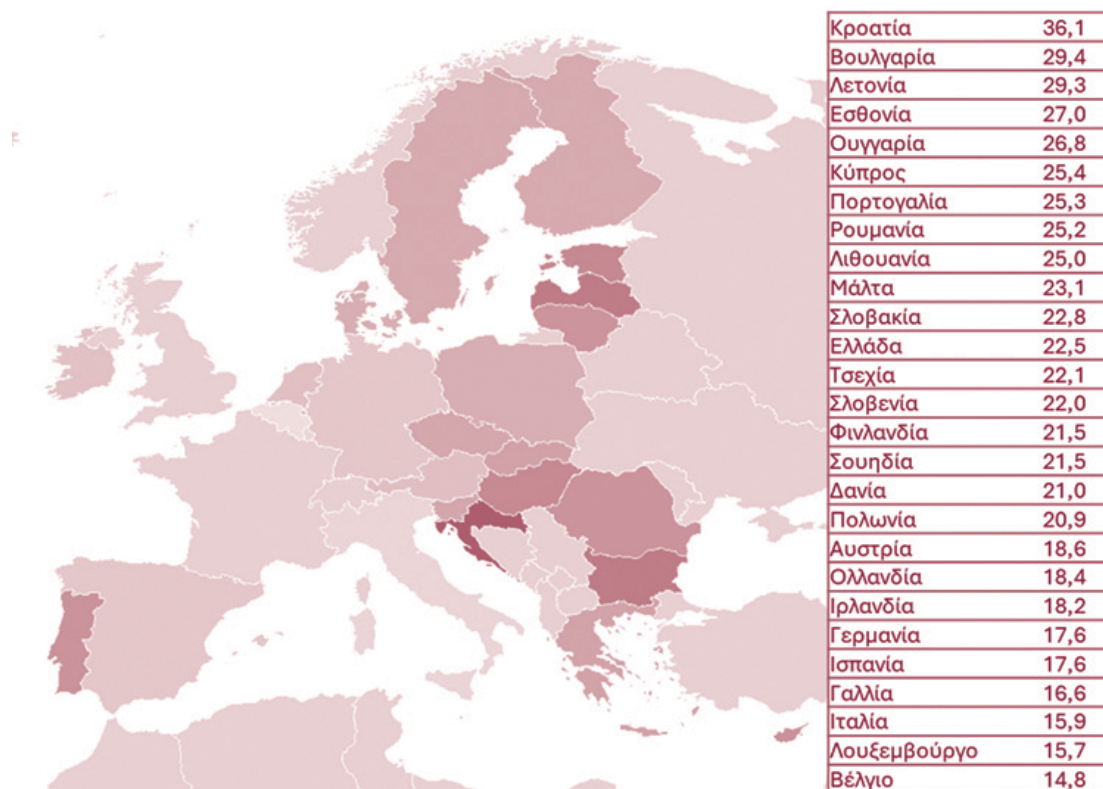 Κροατία 36,1
Βουλγαρία 29,4
Λετονία 29,3
Εσθονία 27,0
Ουγγαρία 26,8
Κύπρος 25,4
Πορτογαλία 25,3
Ρουμανία 25,2
Λιθουανία 25,0
Μάλτα 23,1
Σλοβακία 22,8
Ελλάδα 22,5
Τσεχία 22,1
Σλοβενία 22,0
Φινλανδία 21,5
Σουηδία 21,5
Δανία 21,0
Πολωνία 20,9
Αυστρία 18,6
Ολλανδία 18,4
Ιρλανδία 18,2
Γερμανία 17,6
Ισπανία 17,6
Γαλλία 16,6
Ιταλία 15,9
Λουξεμβούργο 15,7
Βέλγιο 14,8